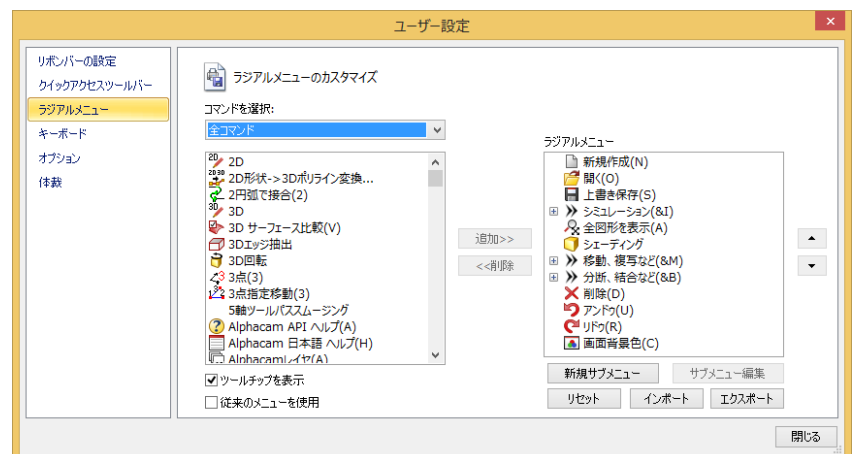 ユーザー設定
リボンバーの設定
クイックアクセスツールバー
ラジアルメニュー
キーボード
オプション
体裁
ラジアルメニューのカスタマイズ
コマンドを選択:
全コマンド
2D
2D形状->3Dポリライン変換...
2円弧で接合(2)
3D
3D サーフェース比較(V)
3Dエッジ抽出
3D回転
3点(3)
3点指定移動(3)
5軸ツールパススムージング
Alphacam API ヘルプ(A)
Alphacam 日本語 ヘルプ(H)
Alphacamレイヤ(A)
ツールチップを表示
従来のメニューを使用
追加>>
<<削除
ラジアルメニュー
新規作成(N)
開く(O)
上書き保存(S)
シミュレーション(&I)
全図形を表示(A)
シェーディング
移動、複写など(&M)
分断、結合など(&B)
削除(D)
アンドゥ(U)
リドゥ(R)
画面背景色(C)
新規サブメニュー
サブメニュー編集
リセット
インポート
エクスポート
閉じる